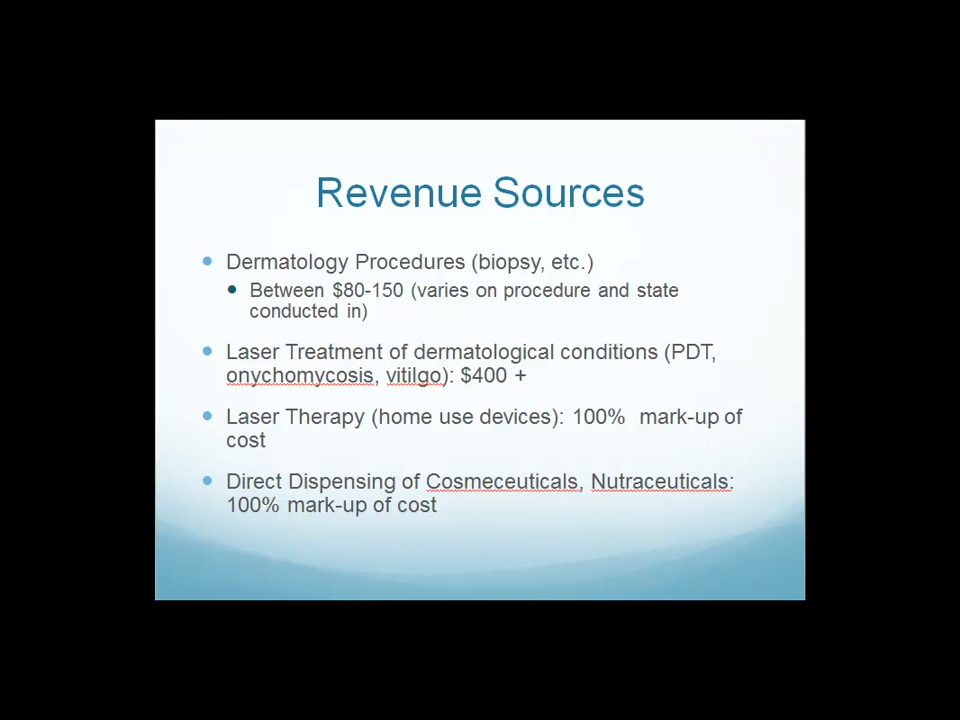 Revenue Sources
Dermatology Procedures (biopsy, etc.)
Between $80-150 (varies on procedure and state
conducted in)
Laser Treatment of dermatological conditions (PDT,
onychomycosis, vitilgo): $400 +
Laser Therapy (home use devices): 100%  mark-up of
cost
Direct Dispensing of Cosmeceuticals, Nutraceuticals:
100% mark-up of cost